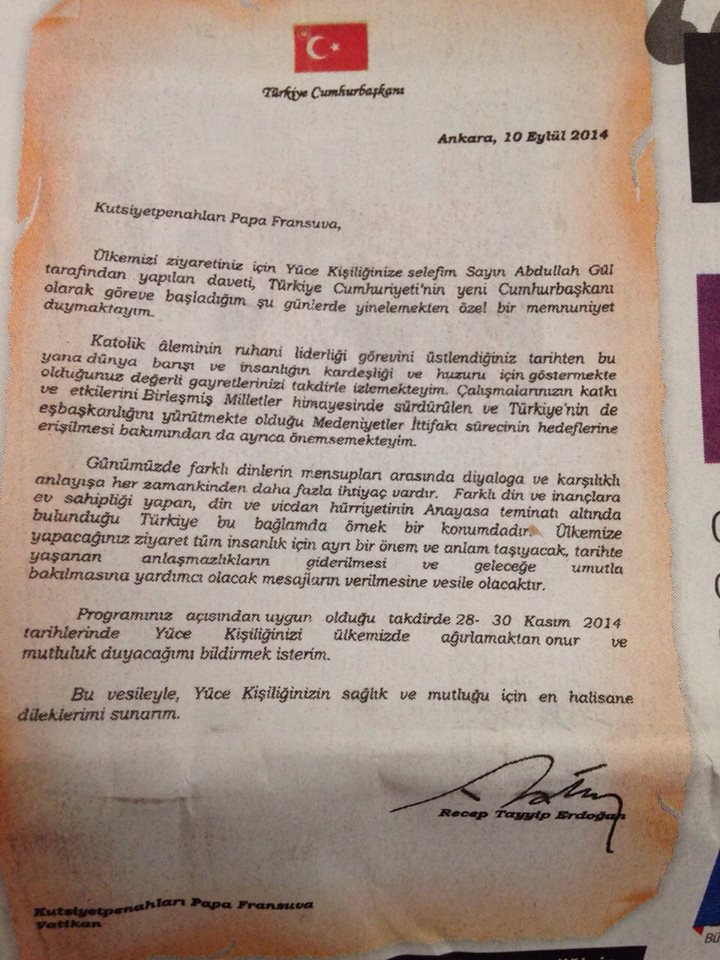 Türkiye Cumhurbaşkanı
Ankara, 10 Eylül 2014
Kutsiyetpenahları Papa Fransuva,
Ülkemizi ziyaretiniz için Yüce Kişiliğinize selefim Sayın Abdullah Gül
tarafından yapılan daveti, Türkiye Cumhuriyeti'nin yeni Cumhurbaşkanı
olarak göreve başladığım şu günlerde yinelemekten özel bir memnuniyet
duymaktayım.
Katolik âleminin ruhani liderliği görevini üstlendiğiniz tarihten bu
yana dünya barışı ve insanlığın kardeşliği ve huzuru için göstermekte
olduğunuz değerli gayretlerinizi takdirle izlemekteyim. Çalışmalarınızın katkı
ve etkilerini Birleşmiş Milletler himayesinde sürdürülen ve Türkiye'nin de
eşbaşkanlığını yürütmekte olduğu Medeniyetler İttifakı sürecinin hedeflerine
erişilmesi bakımından da ayrıca önemsemekteyim.
Günümüzde farklı dinlerin mensupları arasında diyaloga ve karşılıklı
anlayışa her zamankinden daha fazla ihtiyaç vardır. Farklı din ve inançlara
ev sahipliği yapan, din ve vicdan hürriyetinin Anayasa teminatı altında
bulunduğu Türkiye bu bağlamda örnek bir konumdadır. Ülkemize
yapacağınız ziyaret tüm insanlık için ayrı bir önem ve anlam taşıyacak, tarihte
yaşanan anlaşmazlıkların giderilmesi ve geleceğe umutla
bakılmasına yardımcı olacak mesajların verilmesine vesile olacaktır.
Programınız açısından uygun olduğu takdirde 28- 30 Kasım 2014
tarihlerinde Yüce Kişiliğinizi ülkemizde ağırlamaktan onur ve
mutluluk duyacağımı bildirmek isterim.
Bu vesileyle, Yüce Kişiliğinizin sağlık ve mutluğu için en halisane
dileklerimi sunarım.
Recep Tayyip Erdoğan
Kutsiyetpenahları Papa Fransuva
Vatikan